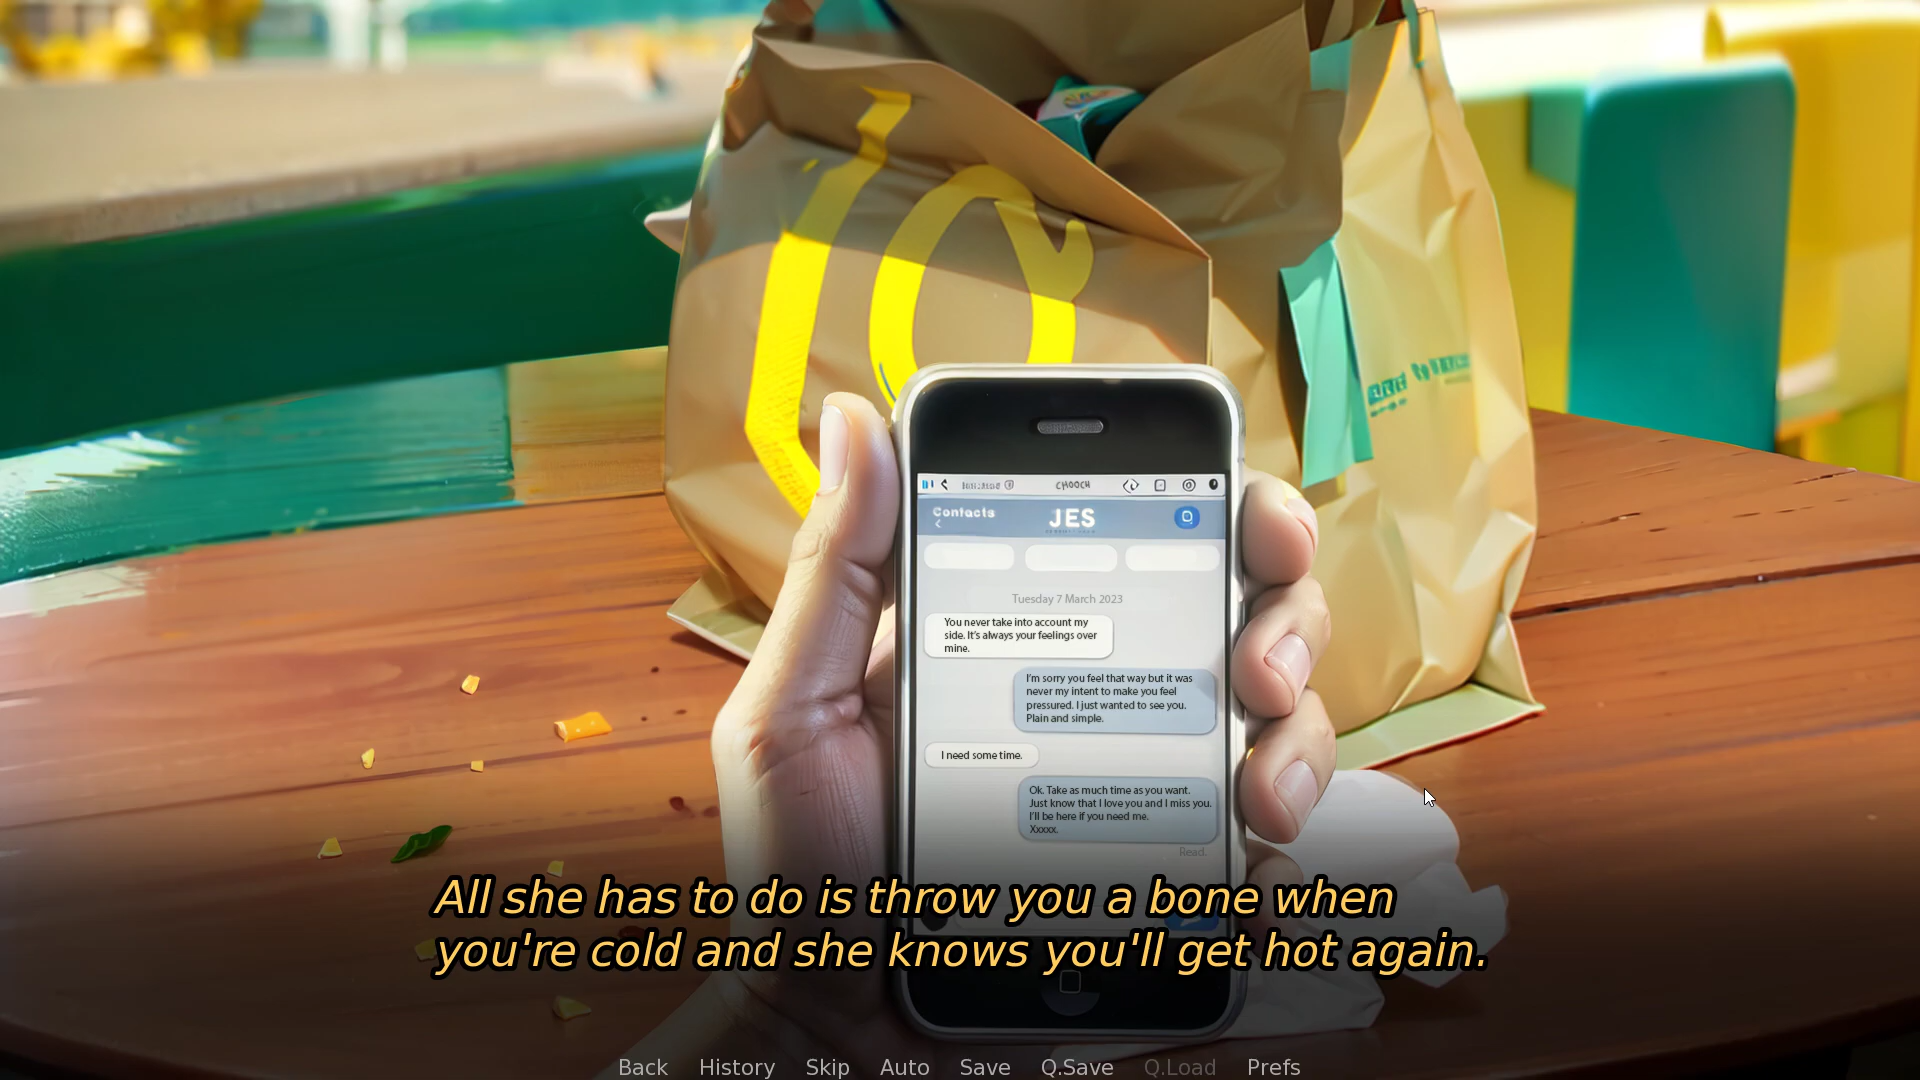 CHOOCH
Contacts
JES
Tuesday 7 March 2023
You never take into account my
side. It's always your feelings over
mine.
I'm sorry you feel that way but it was
never my intent to make you feel
pressured. I just wanted to see you.
Plain and simple.
I need some time.
Ok. Take as much time as you want.
Just know that I love you and I miss you.
I'll be here if you need me.
Xxxxx.
Read.
All she has to do is throw you a bone when
you're cold and she knows you'll get hot again.
Back History Skip Auto Save Q.Save Q.Load Prefs